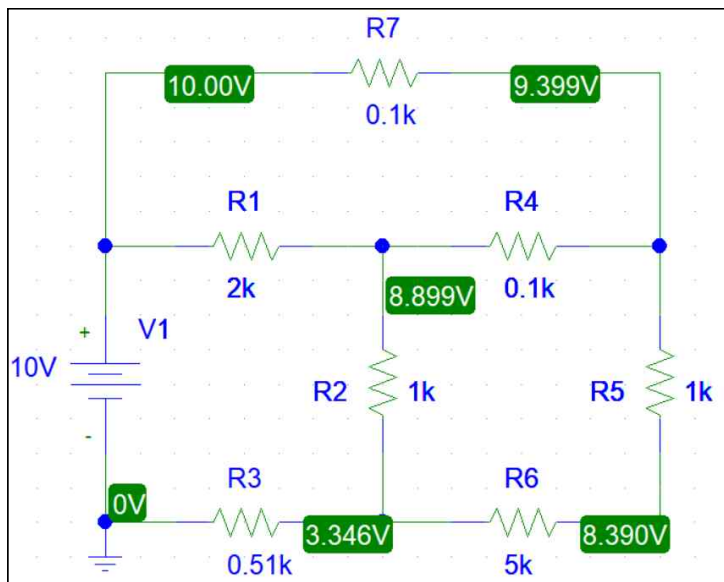 R7
10.00V
9.399V
0.1k
R1
R4
2k
8.899V
0.1k
+
V1
10V
R2
1k
R5
1k
-
0V
R3
R6
3.346V
8.390V
0.51k
5k